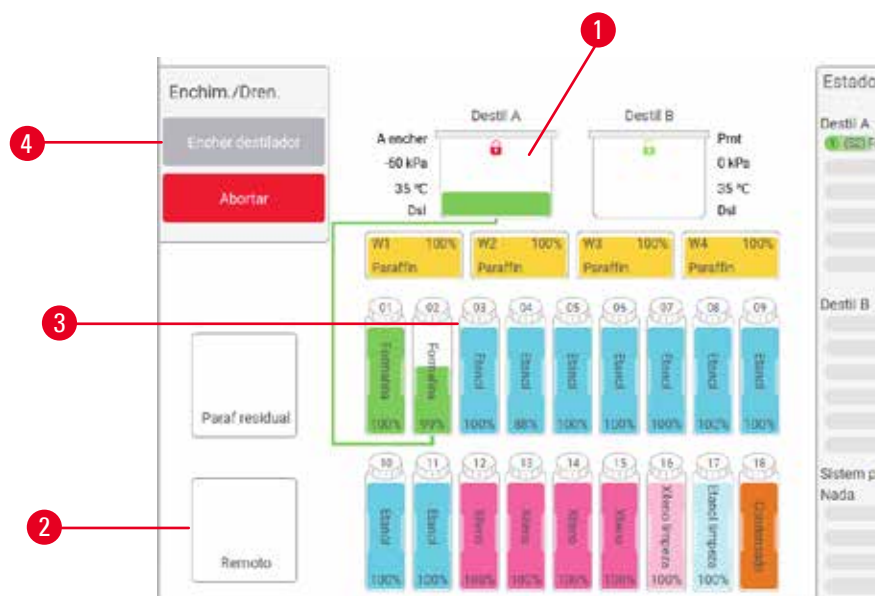 1
Enchim./Dren.
Encher destilador
Abortar
4
Destil A
Destil B
A encher
-60 kPa
35 °C
Dsl
Prnt
0 kPa
35 °C
Dsl
Estado
Destil A
W1 100%
Paraffin
W2 100%
Paraffin
W3 100%
Paraffin
W4 100%
Paraffin
3
01 02 03 04 05 06 07 08 09
Formalina
Formalina
Etanol
Etanol
Etanol
Etanol
Etanol
Etanol
Etanol
100% 99% 100% 88% 100% 100% 100% 100% 100%
Destil B
Paraf residual
2
Remoto
10 11 12 13 14 15 16 17 18
Etanol
Etanol
Xileno
Xileno
Xileno
Xileno
Xileno limpeza
Etanol limpeza
Condensado
100% 100% 100% 100% 100% 100% 100% 100%
Sistem p
Nada